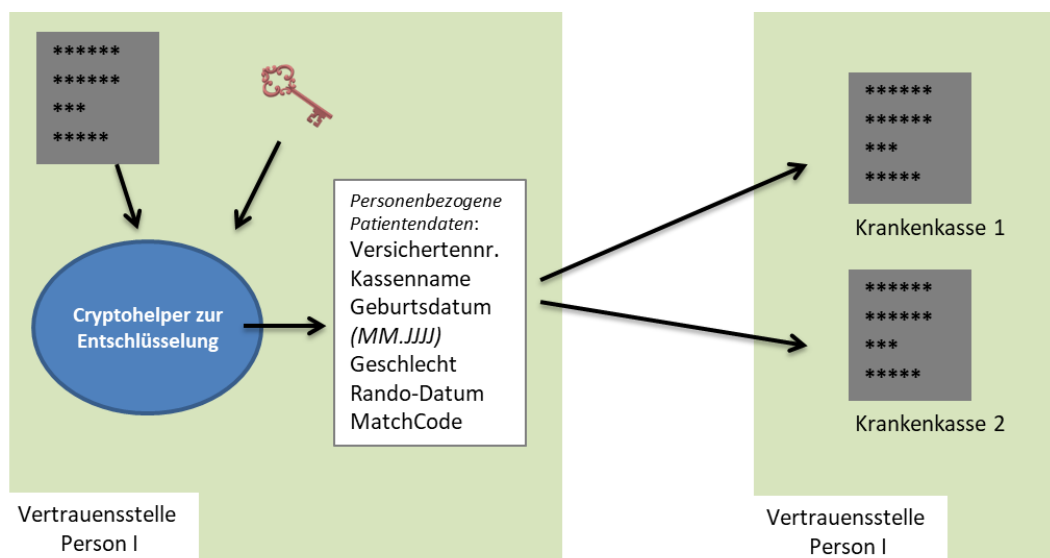 ******
******
***
*****
Cryptohelper zur
Entschlüsselung
Personenbezogene
Patientendaten:
Versichertennr.
Kassenname
Geburtsdatum
(MM.JJJJ)
Geschlecht
Rando-Datum
MatchCode
Vertrauensstelle
Person I
******
******
***
*****
Krankenkasse 1
******
******
***
*****
Krankenkasse 2
Vertrauensstelle
Person I